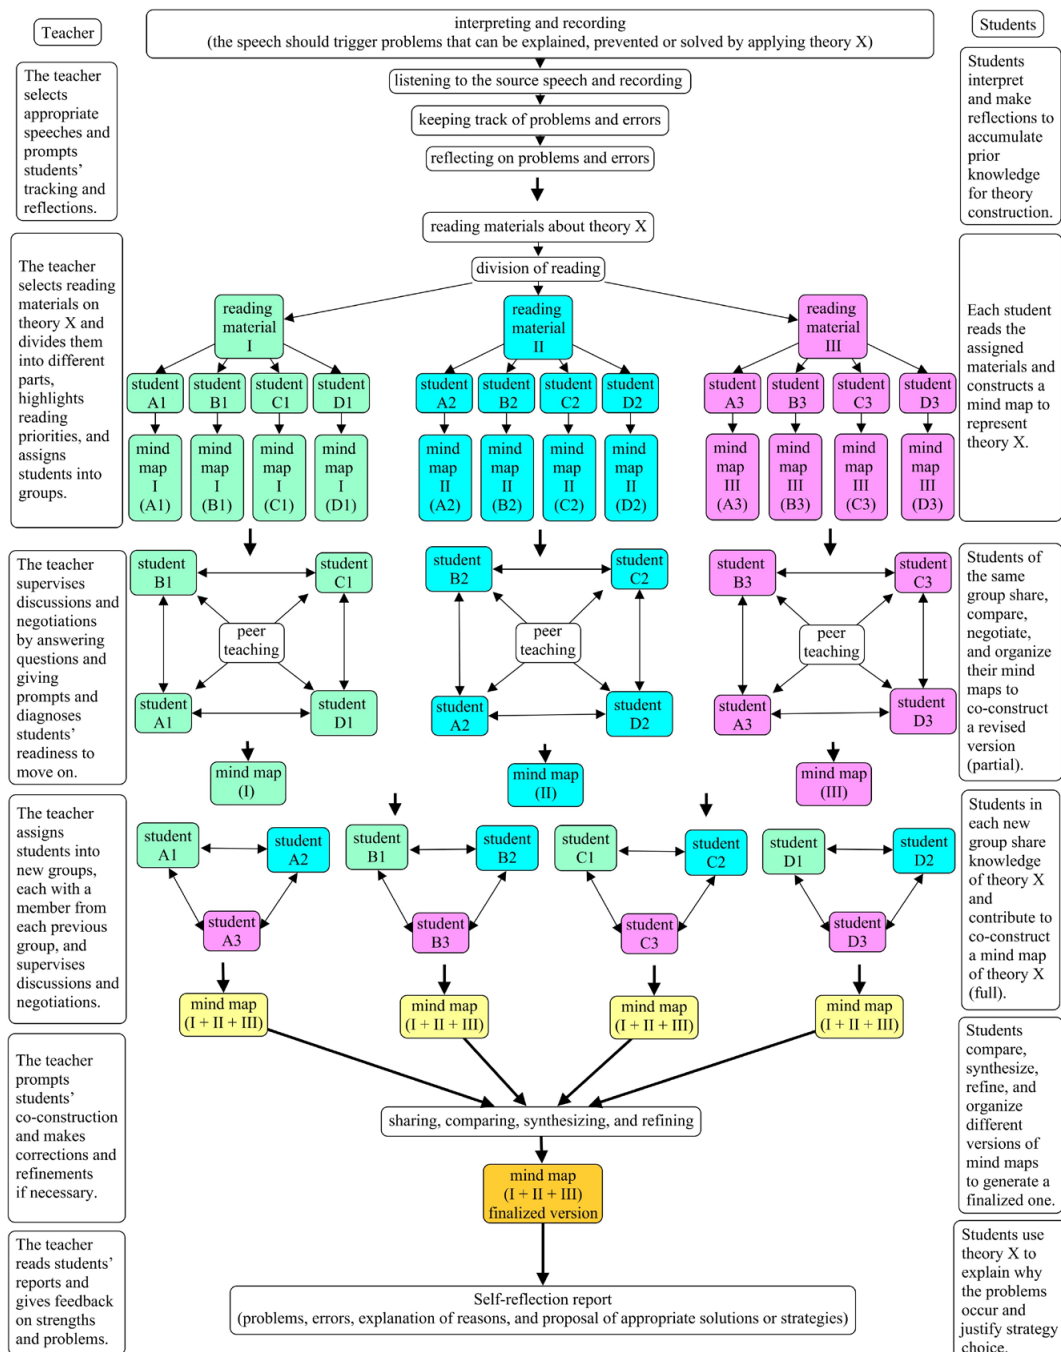 Teacher
interpreting and recording
(the speech should trigger problems that can be explained, prevented or solved by applying theory X)
Students
The teacher
selects
appropriate
speeches and
prompts
students'
tracking and
reflections.
listening to the source speech and recording
keeping track of problems and errors
reflecting on problems and errors
Students
interpret
and make
reflections to
accumulate
prior
knowledge
for theory
construction.
reading materials about theory X
division of reading
The teacher
selects reading
materials on
theory X and
divides them
into different
parts,
highlights
reading
priorities, and
assigns
students into
groups.
reading
material
I
reading
material
II
reading
material
III
student
A1
student
B1
student
C1
student
D1
student
A2
student
B2
student
C2
student
D2
student
A3
student
B3
student
C3
student
D3
mind
map
I
(A1)
mind
map
I
(B1)
mind
map
I
(C1)
mind
map
I
(D1)
mind
map
II
(A2)
mind
map
II
(B2)
mind
map
II
(C2)
mind
map
II
(D2)
mind
map
III
(A3)
mind
map
III
(B3)
mind
map
III
(C3)
mind
map
III
(D3)
Each student
reads the
assigned
materials and
constructs a
mind map to
represent
theory X.
The teacher
supervises
discussions and
negotiations
by answering
questions and
giving
prompts and
diagnoses
students'
readiness to
move on.
student
B1
student
C1
peer
teaching
student
A1
student
D1
student
B2
student
C2
peer
teaching
student
A2
student
D2
student
B3
student
C3
peer
teaching
student
A3
student
D3
Students of
the same
group share,
compare,
negotiate,
and organize
their mind
maps to
co-construct
a revised
version
(partial).
mind map
(I)
mind map
(II)
mind map
(III)
The teacher
assigns
students into
new groups,
each with a
member from
each previous
group, and
supervises
discussions and
negotiations.
student
A1
student
A2
student
A3
student
B1
student
B2
student
B3
student
C1
student
C2
student
C3
student
D1
student
D2
student
D3
Students in
each new
group share
knowledge
of theory X
and
contribute to
co-construct
a mind map
of theory X
(full).
mind map
(I + II + III)
mind map
(I + II + III)
mind map
(I + II + III)
mind map
(I + II + III)
The teacher
prompts
students'
co-construction
and makes
corrections and
refinements
if necessary.
sharing, comparing, synthesizing, and refining
mind map
(I + II + III)
finalized version
Students
compare,
synthesize,
refine, and
organize
different
versions of
mind maps
to generate a
finalized one.
The teacher
reads students'
reports and
gives feedback
on strengths
and problems.
Self-reflection report
(problems, errors, explanation of reasons, and proposal of appropriate solutions or strategies)
Students use
theory X to
explain why
the problems
occur and
justify strategy
choice.